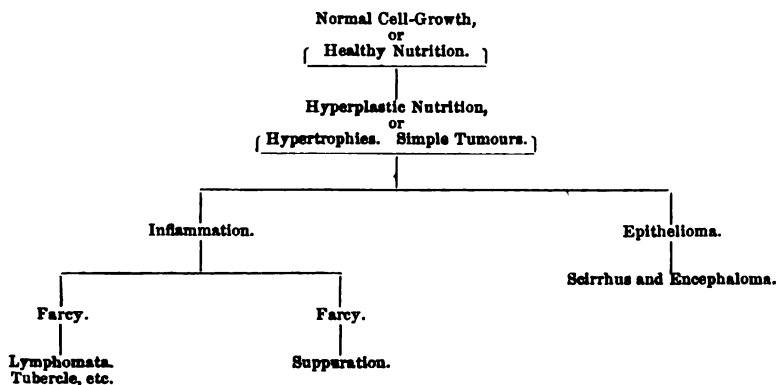 Normal Cell-Growth,
or
Healthy Nutrition.
Hyperplastic Nutrition,
or
Hypertrophies. Simple Tumours.
Inflammation.
Epithelioma.
Scirrhus and Encephaloma.
Farcy.
Farcy.
Lymphomata.
Tubercle, etc.
Suppuration.